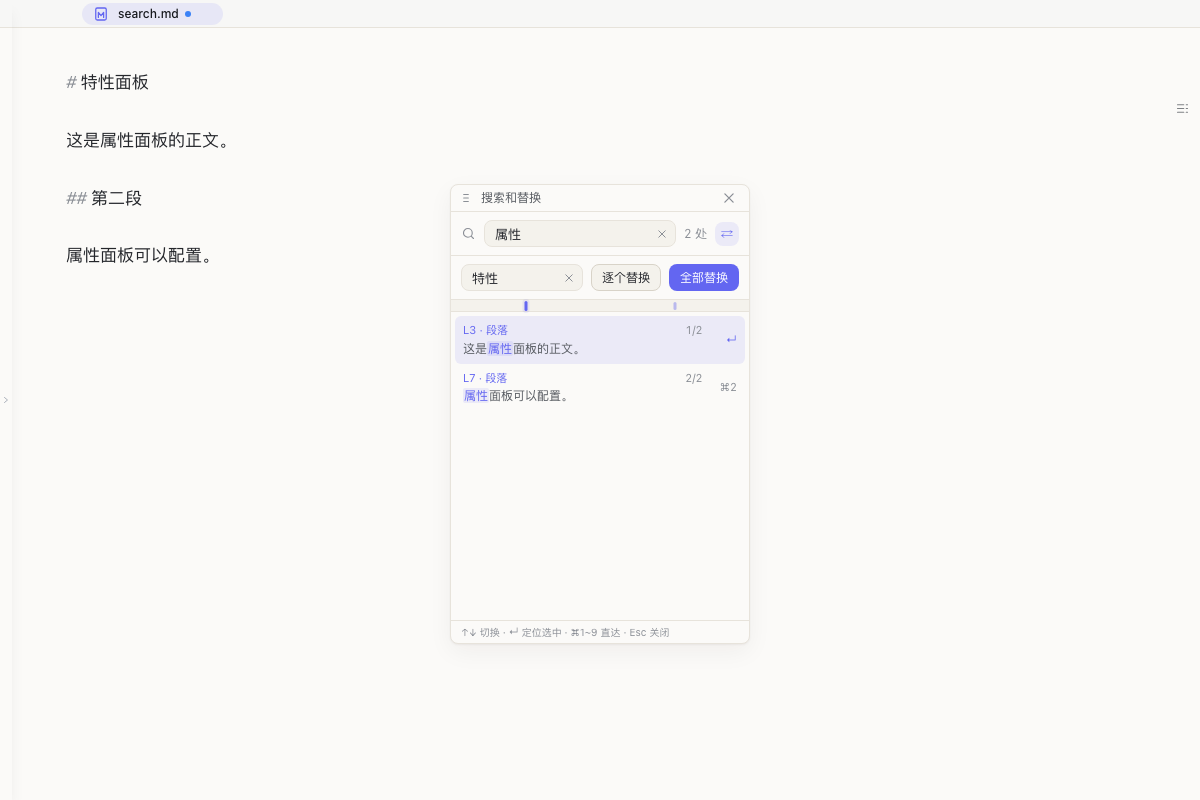 search.md
# 特性面板
这是属性面板的正文。
## 第二段
属性面板可以配置。
搜索和替换
属性
2 处
特性
逐个替换
全部替换
L3 · 段落 1/2
这是属性面板的正文。
↵
L7 · 段落 2/2
属性面板可以配置。
⌘2
↑↓ 切换 · ↵ 定位选中 · ⌘1~9 直达 · Esc 关闭